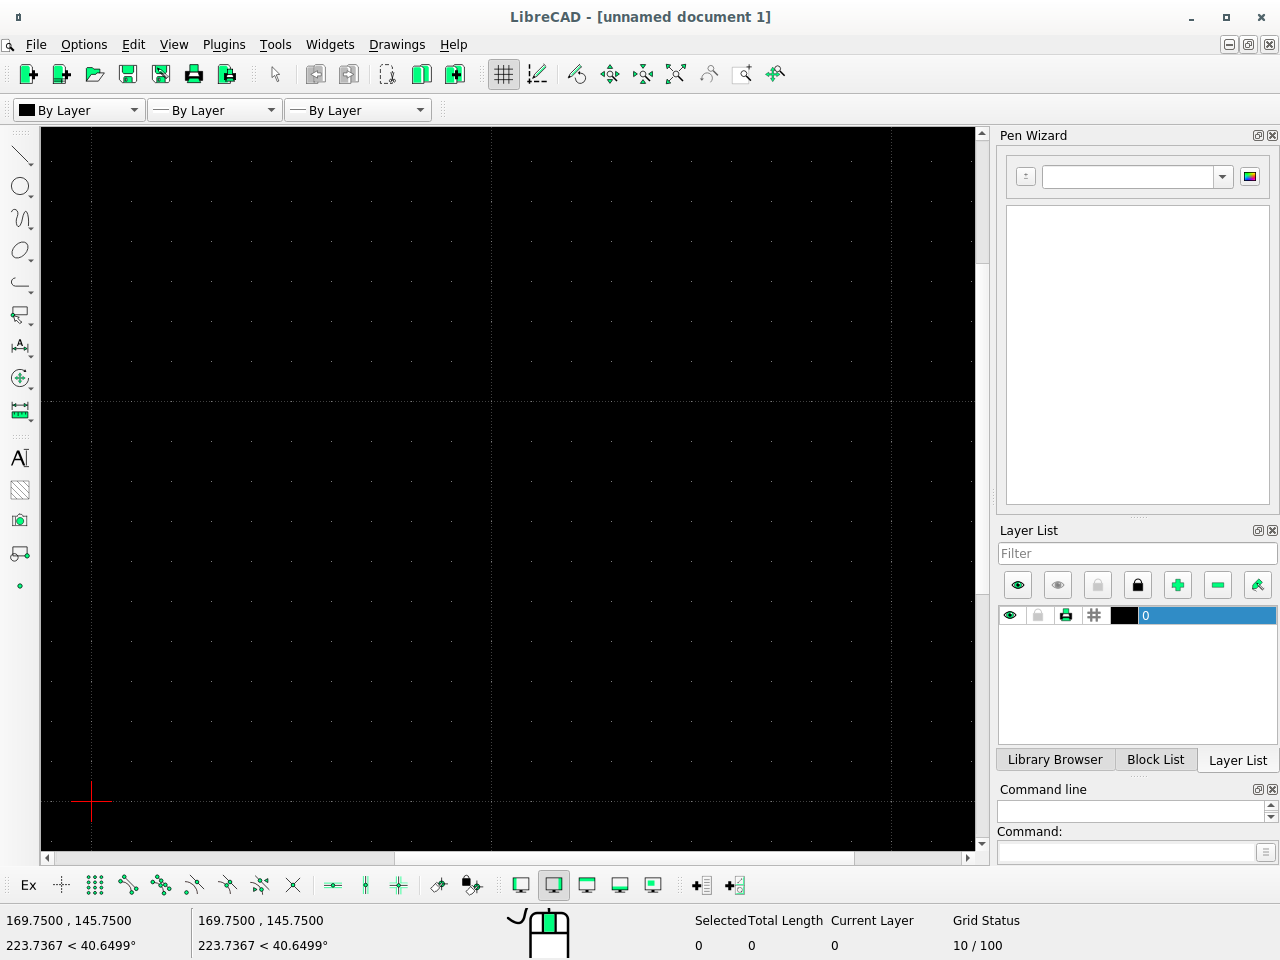 LibreCAD - [unnamed document 1]
File Options Edit View Plugins Tools Widgets Drawings Help
By Layer By Layer By Layer
Pen Wizard
Layer List
Filter
0
Library Browser Block List Layer List
Command line
Command:
Ex
169.7500 , 145.7500 169.7500 , 145.7500 Selected Total Length Current Layer Grid Status
223.7367 < 40.6499° 223.7367 < 40.6499° 0 0 0 10 / 100